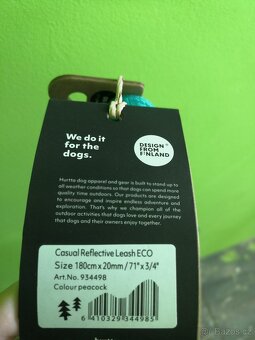 We do it
for the
dogs.
DESIGN
FROM
FINLAND
Hurtta dog apparel and gear is built to stand up to
all weather conditions so that dogs can spend more
quality time outdoors. Our products are designed
to encourage and inspire endless adventure and
exploration. That's why we champion all of the
outdoor activities that dogs love and every journey
that dogs and their owners embark on.
Casual Reflective Leash ECO
Size 180cm x 20mm / 71" x 3/4"
Art.No. 934498
Colour peacock
6 410329 344985